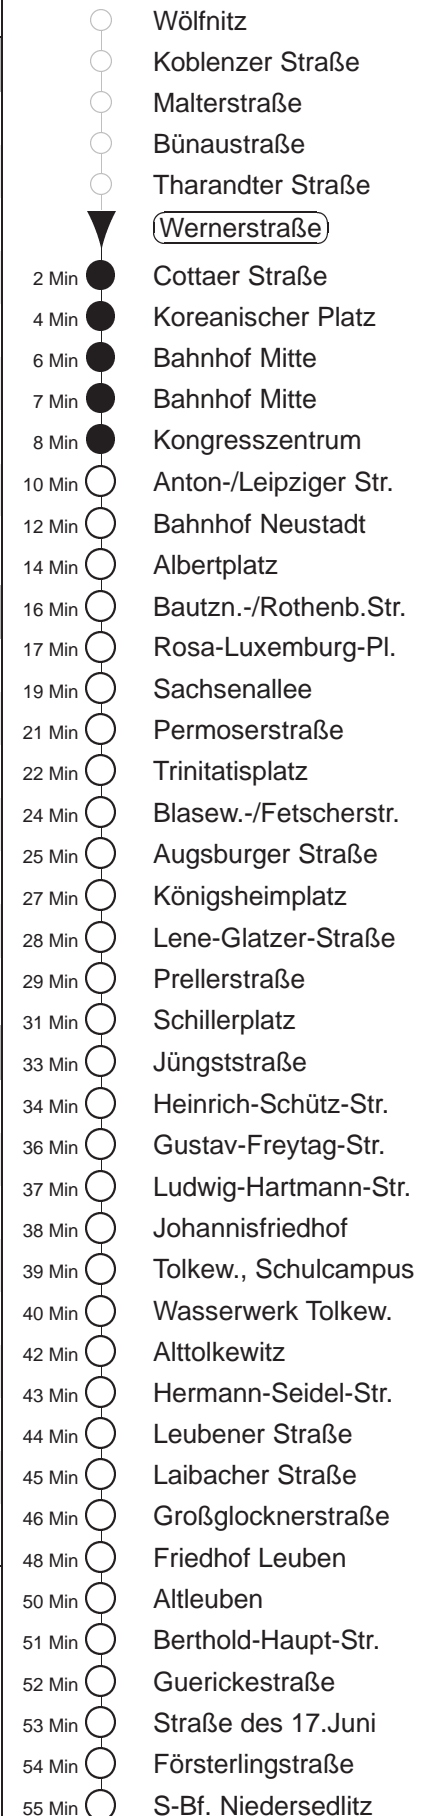 Wölfnitz
Koblenzer Straße
Malterstraße
Bünaustraße
Tharandter Straße
Wernerstraße
2 Min Cottaer Straße
4 Min Koreanischer Platz
6 Min Bahnhof Mitte
7 Min Bahnhof Mitte
8 Min Kongresszentrum
10 Min Anton-/Leipziger Str.
12 Min Bahnhof Neustadt
14 Min Albertplatz
16 Min Bautzn.-/Rothenb.Str.
17 Min Rosa-Luxemburg-Pl.
19 Min Sachsenallee
21 Min Permoserstraße
22 Min Trinitatisplatz
24 Min Blasew.-/Fetscherstr.
25 Min Augsburger Straße
27 Min Königsheimplatz
28 Min Lene-Glatzer-Straße
29 Min Prellerstraße
31 Min Schillerplatz
33 Min Jüngststraße
34 Min Heinrich-Schütz-Str.
36 Min Gustav-Freytag-Str.
37 Min Ludwig-Hartmann-Str.
38 Min Johannisfriedhof
39 Min Tolkew., Schulcampus
40 Min Wasserwerk Tolkew.
42 Min Alttolkewitz
43 Min Hermann-Seidel-Str.
44 Min Leubener Straße
45 Min Laibacher Straße
46 Min Großglocknerstraße
48 Min Friedhof Leuben
50 Min Altleuben
51 Min Berthold-Haupt-Str.
52 Min Guerickestraße
53 Min Straße des 17.Juni
54 Min Försterlingstraße
55 Min S-Bf. Niedersedlitz